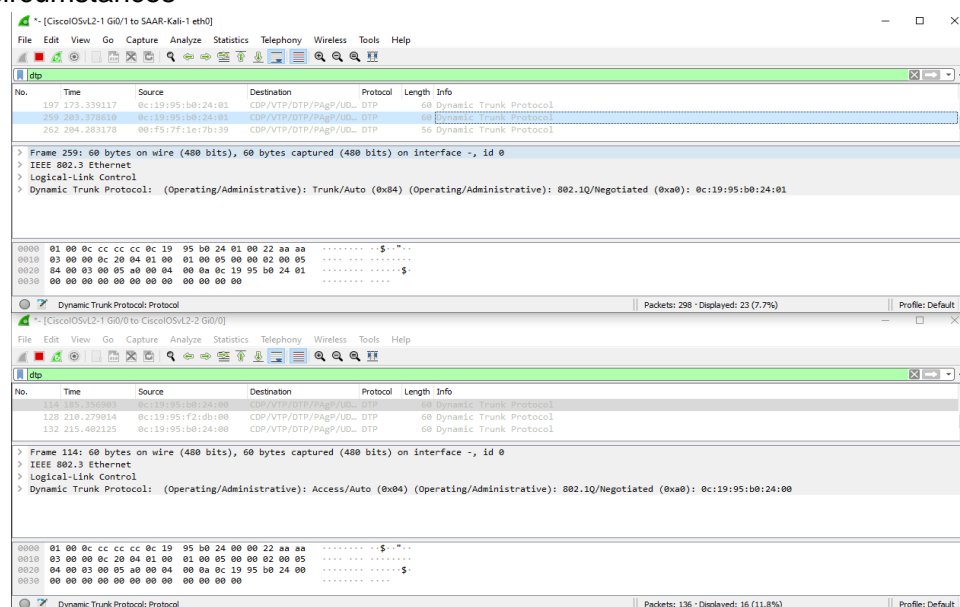 *- [CiscoIOSvL2-1 Gi0/1 to SAAR-Kali-1 eth0]
File Edit View Go Capture Analyze Statistics Telephony Wireless Tools Help
dtp
No. Time Source Destination Protocol Length Info
197 173.339117 0c:19:95:b0:24:01 CDP/VTP/DTP/PAgP/UD… DTP 60 Dynamic Trunk Protocol
259 203.378610 0c:19:95:b0:24:01 CDP/VTP/DTP/PAgP/UD… DTP 60 Dynamic Trunk Protocol
262 204.283178 00:f5:7f:1e:7b:39 CDP/VTP/DTP/PAgP/UD… DTP 56 Dynamic Trunk Protocol
> Frame 259: 60 bytes on wire (480 bits), 60 bytes captured (480 bits) on interface -, id 0
> IEEE 802.3 Ethernet
> Logical-Link Control
> Dynamic Trunk Protocol: (Operating/Administrative): Trunk/Auto (0x84) (Operating/Administrative): 802.1Q/Negotiated (0xa0): 0c:19:95:b0:24:01
0000 01 00 0c cc cc cc 0c 19 95 b0 24 01 00 22 aa aa ········ ··$··"··
0010 03 00 00 0c 20 04 01 00 01 00 05 00 00 02 00 05 ···· ··· ········
0020 84 00 03 00 05 a0 00 04 00 0a 0c 19 95 b0 24 01 ········ ······$·
0030 00 00 00 00 00 00 00 00 00 00 00 00 ········ ····
Dynamic Trunk Protocol: Protocol Packets: 298 · Displayed: 23 (7.7%) Profile: Default
*- [CiscoIOSvL2-1 Gi0/0 to CiscoIOSvL2-2 Gi0/0]
File Edit View Go Capture Analyze Statistics Telephony Wireless Tools Help
dtp
No. Time Source Destination Protocol Length Info
114 185.356903 0c:19:95:b0:24:00 CDP/VTP/DTP/PAgP/UD… DTP 60 Dynamic Trunk Protocol
128 210.279014 0c:19:95:f2:db:00 CDP/VTP/DTP/PAgP/UD… DTP 60 Dynamic Trunk Protocol
132 215.402125 0c:19:95:b0:24:00 CDP/VTP/DTP/PAgP/UD… DTP 60 Dynamic Trunk Protocol
> Frame 114: 60 bytes on wire (480 bits), 60 bytes captured (480 bits) on interface -, id 0
> IEEE 802.3 Ethernet
> Logical-Link Control
> Dynamic Trunk Protocol: (Operating/Administrative): Access/Auto (0x04) (Operating/Administrative): 802.1Q/Negotiated (0xa0): 0c:19:95:b0:24:00
0000 01 00 0c cc cc cc 0c 19 95 b0 24 00 00 22 aa aa ········ ··$··"··
0010 03 00 00 0c 20 04 01 00 01 00 05 00 00 02 00 05 ···· ··· ········
0020 04 00 03 00 05 a0 00 04 00 0a 0c 19 95 b0 24 00 ········ ······$·
0030 00 00 00 00 00 00 00 00 00 00 00 00 ········ ····
Dynamic Trunk Protocol: Protocol Packets: 136 · Displayed: 16 (11.8%) Profile: Default